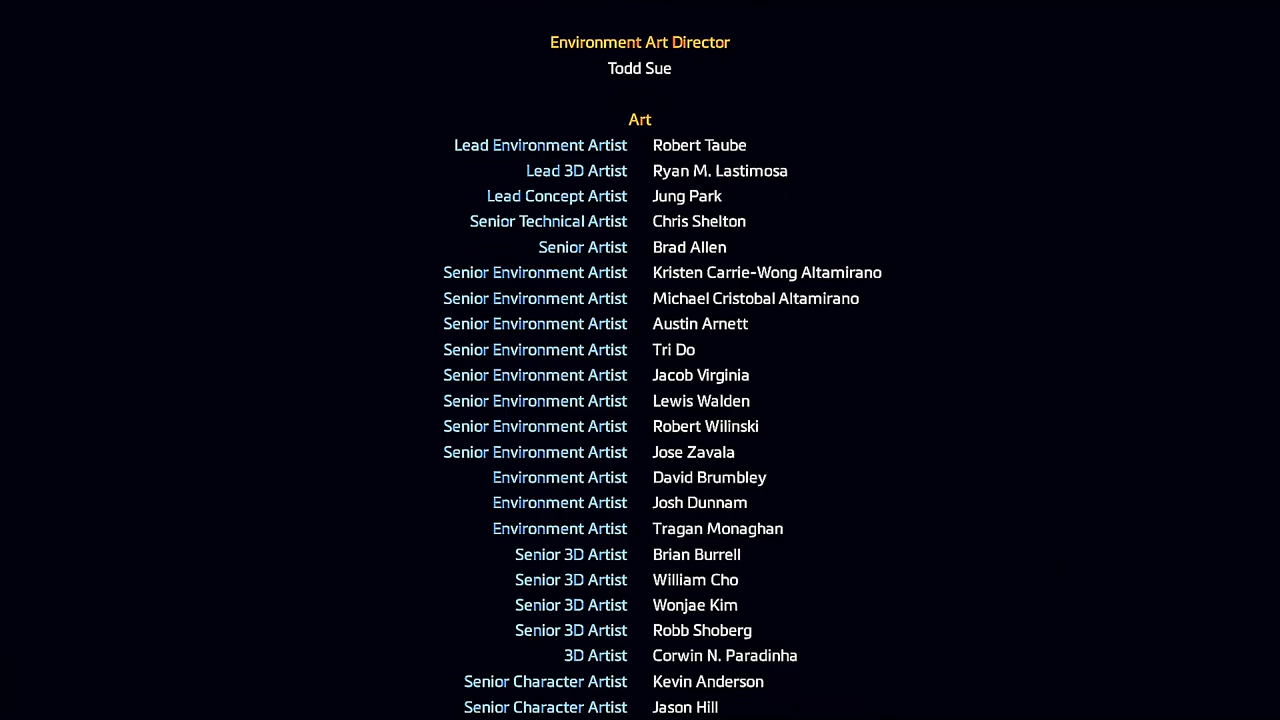 Environment Art Director
Todd Sue
Art
Lead Environment Artist Robert Taube
Lead 3D Artist Ryan M. Lastimosa
Lead Concept Artist Jung Park
Senior Technical Artist Chris Shelton
Senior Artist Brad Allen
Senior Environment Artist Kristen Carrie-Wong Altamirano
Senior Environment Artist Michael Cristobal Altamirano
Senior Environment Artist Austin Arnett
Senior Environment Artist Tri Do
Senior Environment Artist Jacob Virginia
Senior Environment Artist Lewis Walden
Senior Environment Artist Robert Wilinski
Senior Environment Artist Jose Zavala
Environment Artist David Brumbley
Environment Artist Josh Dunnam
Environment Artist Tragan Monaghan
Senior 3D Artist Brian Burrell
Senior 3D Artist William Cho
Senior 3D Artist Wonjae Kim
Senior 3D Artist Robb Shoberg
3D Artist Corwin N. Paradinha
Senior Character Artist Kevin Anderson
Senior Character Artist Jason Hill